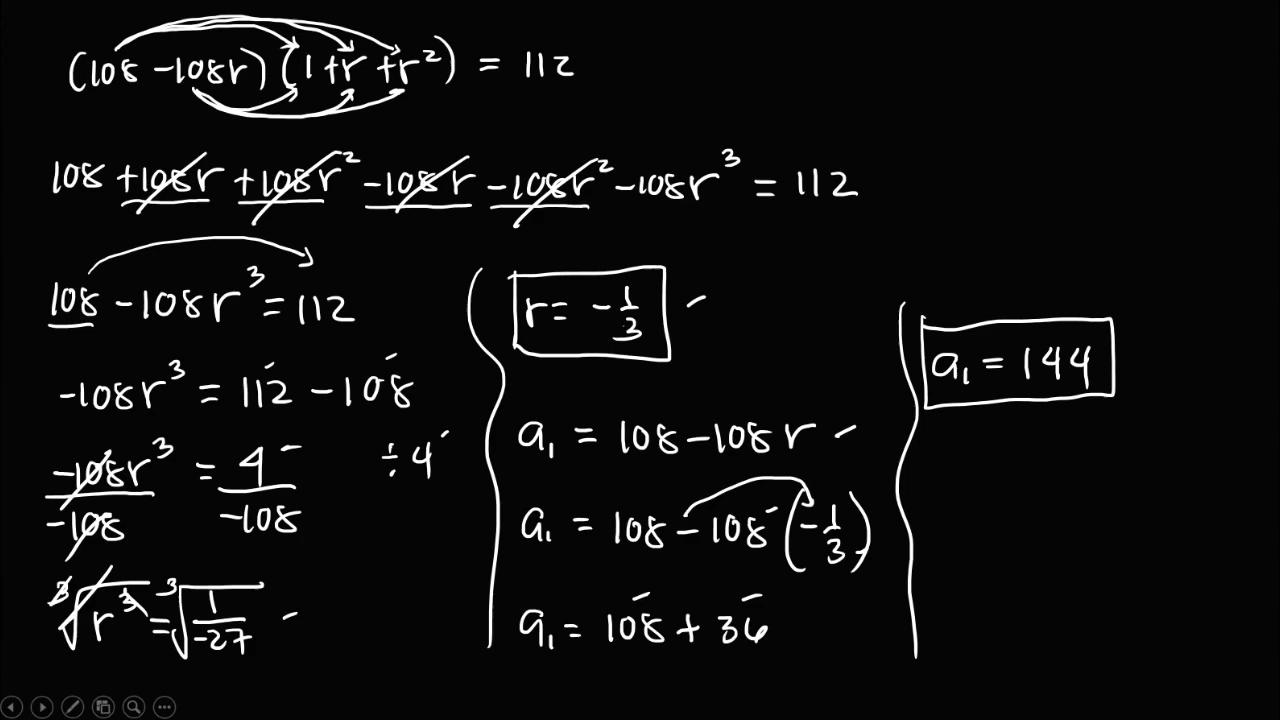 (108 - 108r)(1 + r + r²) = 112
108 + 108r + 108r² - 108r - 108r² - 108r³ = 112
108 - 108r³ = 112
-108r³ = 112 - 108
-108r³/-108 = 4/-108 ÷4
∛r³ = ∛(1/-27)
r = -1/3
a₁ = 108 - 108r
a₁ = 108 - 108(-1/3)
a₁ = 108 + 36
a₁ = 144